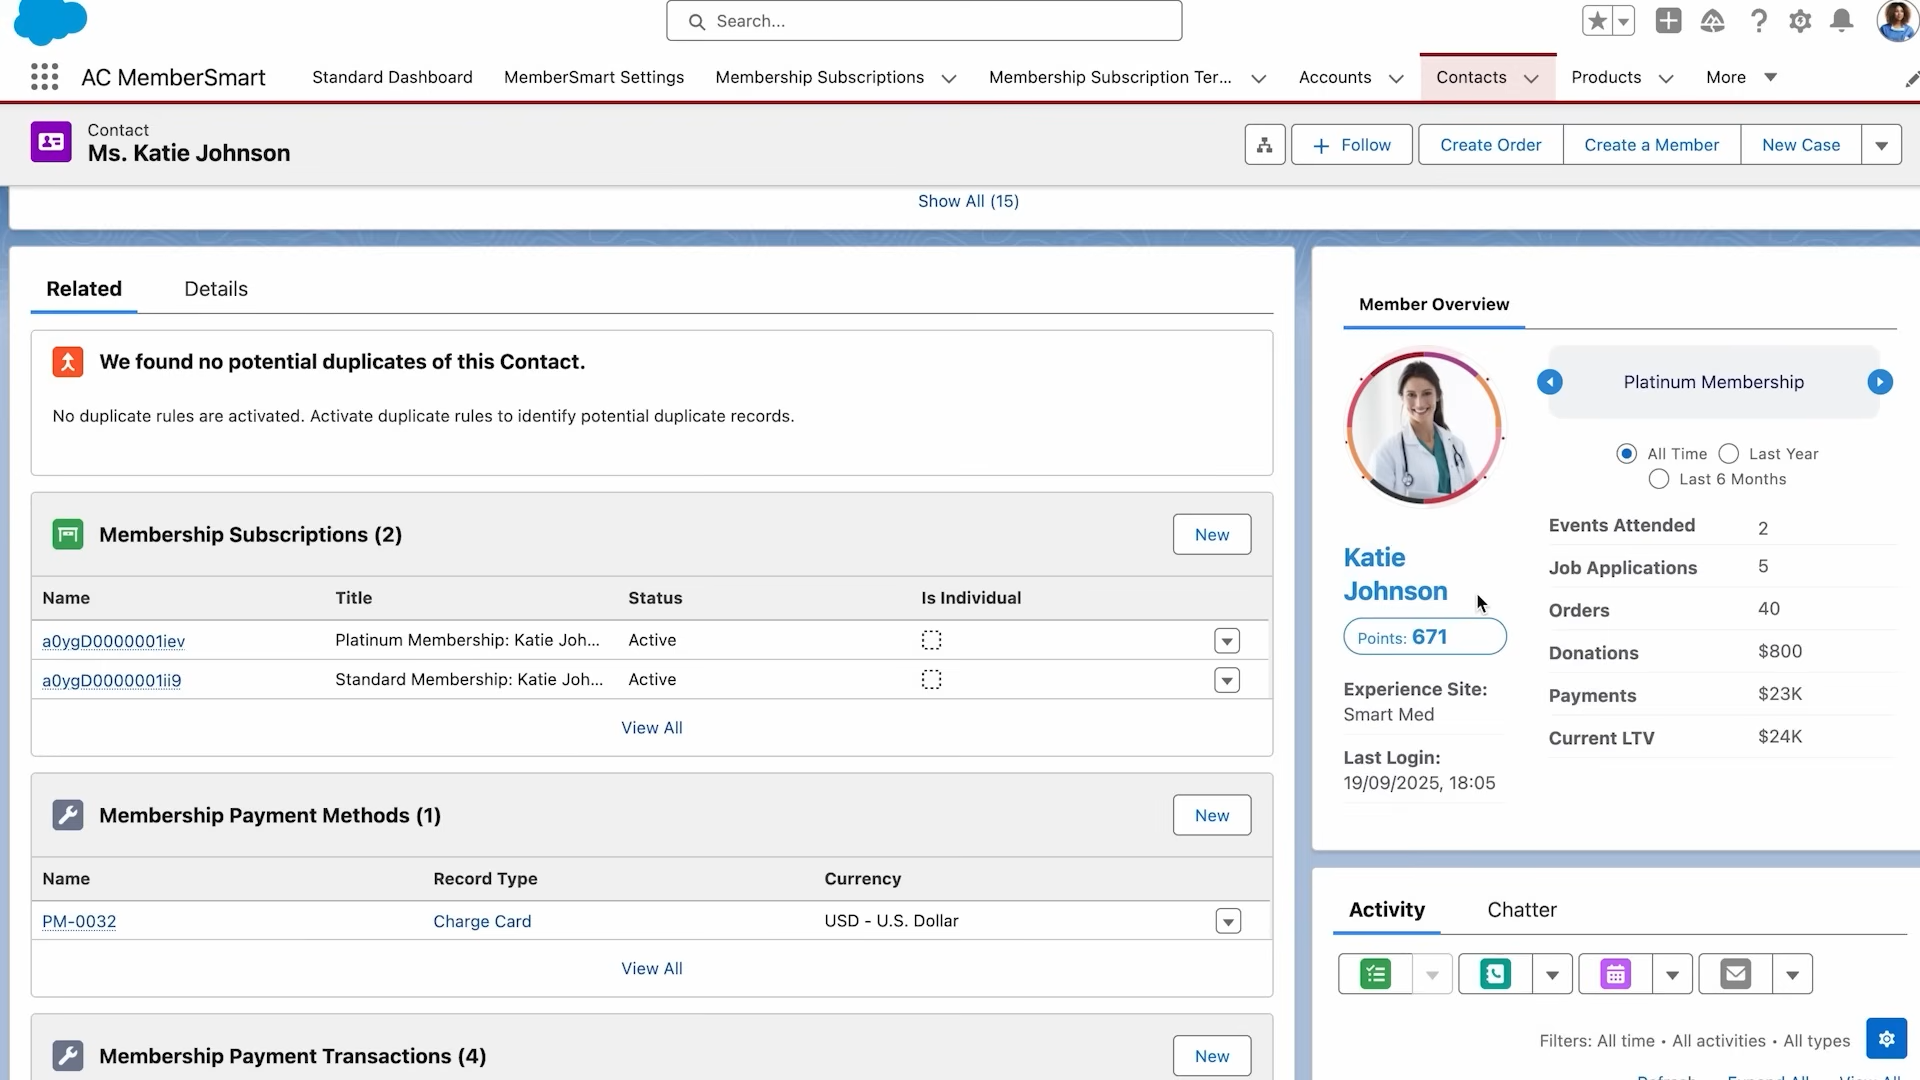 Search...
AC MemberSmart
Standard Dashboard
MemberSmart Settings
Membership Subscriptions
Membership Subscription Ter...
Accounts
Contacts
Products
More
Contact
Ms. Katie Johnson
Follow
Create Order
Create a Member
New Case
Show All (15)
Related
Details
We found no potential duplicates of this Contact.
No duplicate rules are activated. Activate duplicate rules to identify potential duplicate records.
Membership Subscriptions (2)
New
Name Title Status Is Individual
a0ygD0000001iev Platinum Membership: Katie Joh... Active
a0ygD0000001ii9 Standard Membership: Katie Joh... Active
View All
Membership Payment Methods (1)
New
Name Record Type Currency
PM-0032 Charge Card USD - U.S. Dollar
View All
Membership Payment Transactions (4)
New
Member Overview
Platinum Membership
All Time Last Year
Last 6 Months
Katie
Johnson
Points: 671
Experience Site:
Smart Med
Last Login:
19/09/2025, 18:05
Events Attended 2
Job Applications 5
Orders 40
Donations $800
Payments $23K
Current LTV $24K
Activity
Chatter
Filters: All time • All activities • All types
Refresh Expand All View All